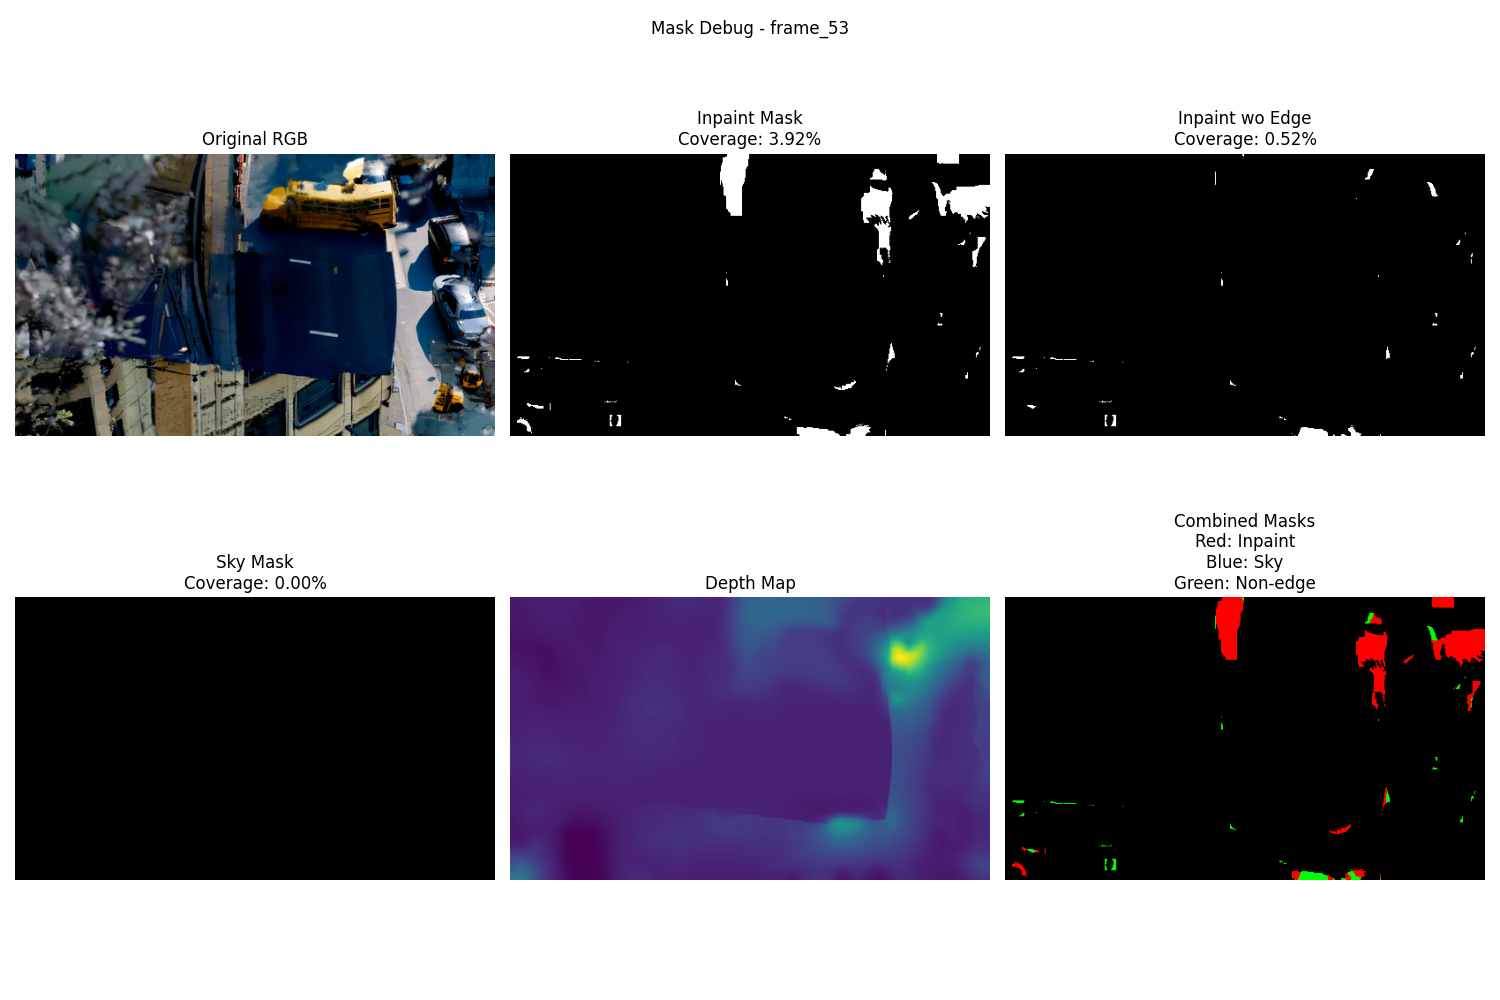 Mask Debug - frame_53
Original RGB
Inpaint Mask
Coverage: 3.92%
Inpaint wo Edge
Coverage: 0.52%
Sky Mask
Coverage: 0.00%
Depth Map
Combined Masks
Red: Inpaint
Blue: Sky
Green: Non-edge